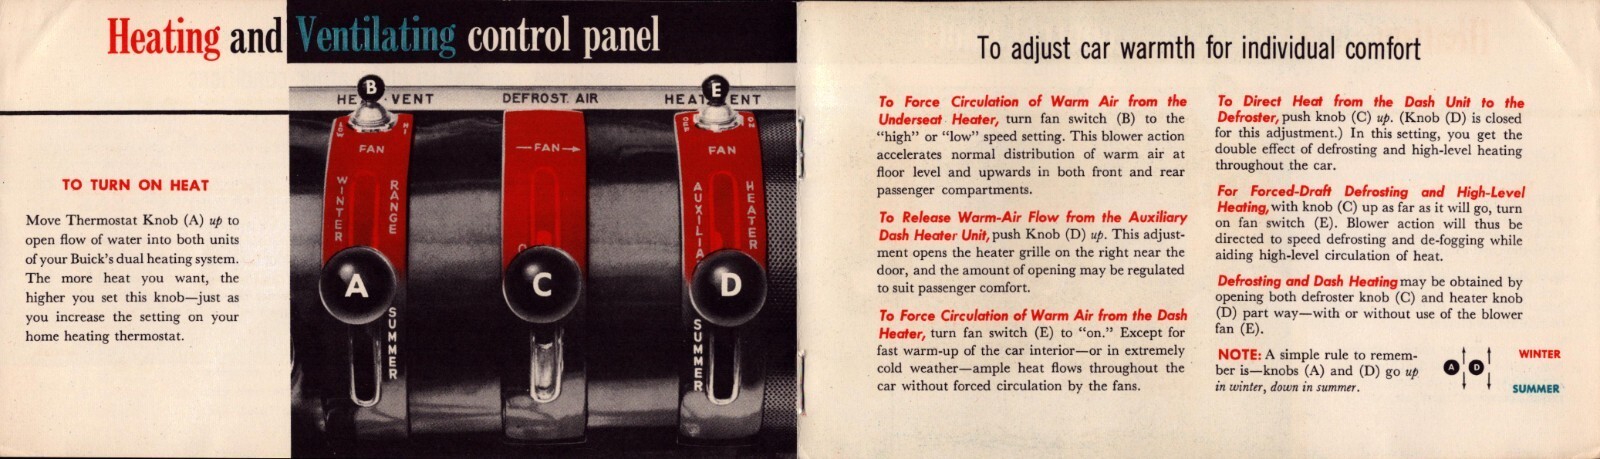 Heating and Ventilating control panel
TO TURN ON HEAT
Move Thermostat Knob (A) up to
open flow of water into both units
of your Buick's dual heating system.
The more heat you want, the
higher you set this knob—just as
you increase the setting on your
home heating thermostat.
B
VENT
LOW
HI
FAN
WINTER
RANGE
A
SUMMER
DEFROST. AIR
—FAN→
C
E
HEAT
ENT
OFF
ON
FAN
HEATER
D
SUMMER
To adjust car warmth for individual comfort
To Force Circulation of Warm Air from the
Underseat Heater, turn fan switch (B) to the
“high” or “low” speed setting. This blower action
accelerates normal distribution of warm air at
floor level and upwards in both front and rear
passenger compartments.
To Release Warm-Air Flow from the Auxiliary
Dash Heater Unit, push Knob (D) up. This adjust-
ment opens the heater grille on the right near the
door, and the amount of opening may be regulated
to suit passenger comfort.
To Force Circulation of Warm Air from the Dash
Heater, turn fan switch (E) to “on.” Except for
fast warm-up of the car interior—or in extremely
cold weather—ample heat flows throughout the
car without forced circulation by the fans.
To Direct Heat from the Dash Unit to the
Defroster, push knob (C) up. (Knob (D) is closed
for this adjustment.) In this setting, you get the
double effect of defrosting and high-level heating
throughout the car.
For Forced-Draft Defrosting and High-Level
Heating, with knob (C) up as far as it will go, turn
on fan switch (E). Blower action will thus be
directed to speed defrosting and de-fogging while
aiding high-level circulation of heat.
Defrosting and Dash Heating may be obtained by
opening both defroster knob (C) and heater knob
(D) part way—with or without use of the blower
fan (E).
NOTE: A simple rule to remem-
ber is—knobs (A) and (D) go up
in winter, down in summer.
A D
WINTER
SUMMER